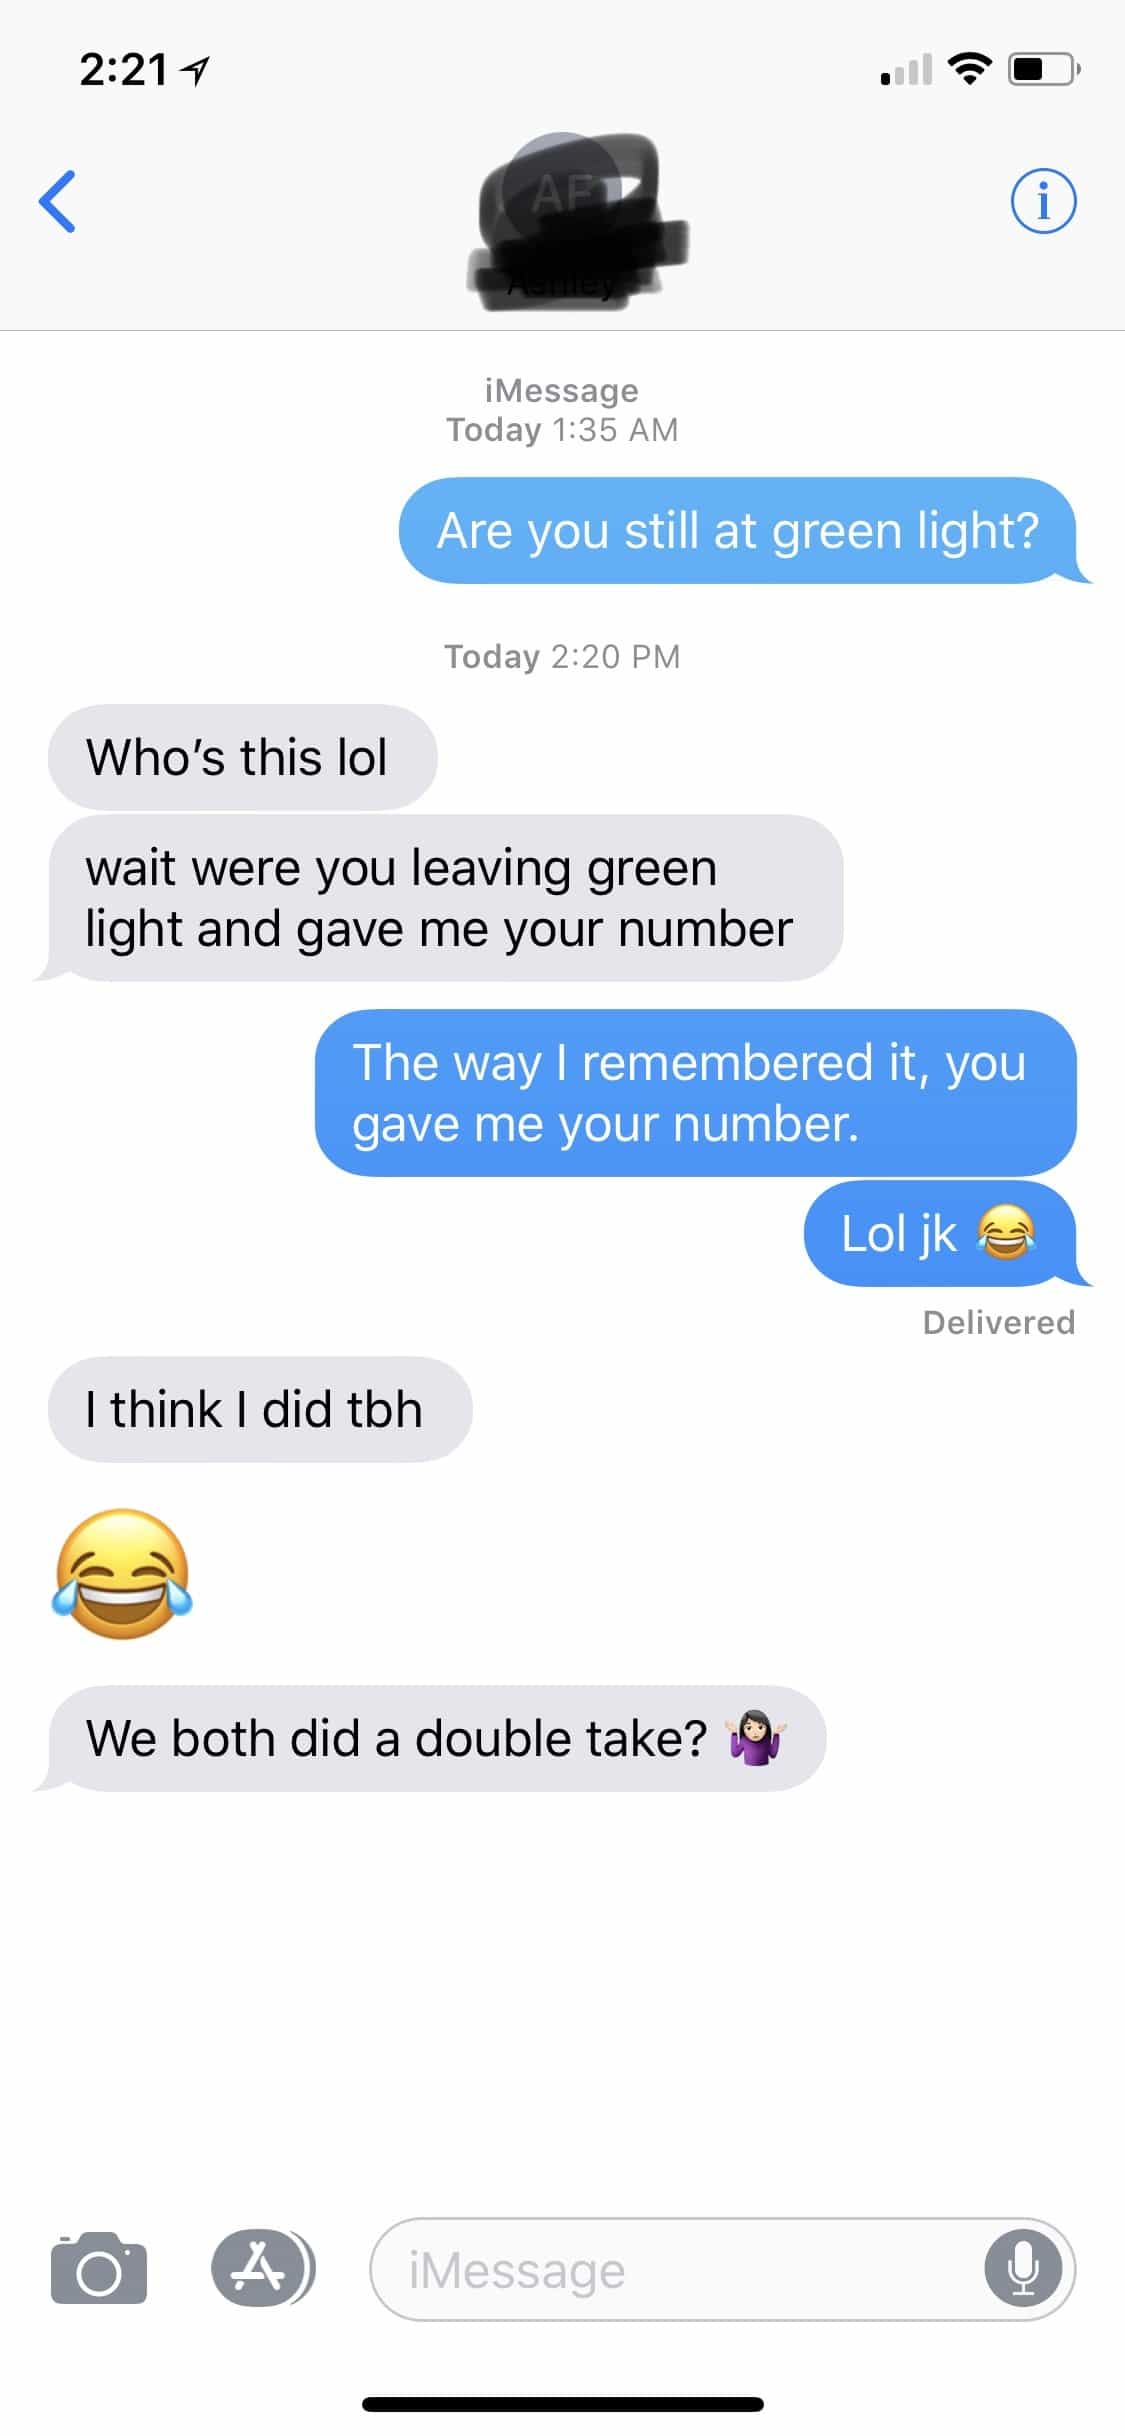 2:21
iMessage
Today 1:35 AM
Are you still at green light?
Today 2:20 PM
Who's this lol
wait were you leaving green
light and gave me your number
The way I remembered it, you
gave me your number.
Lol jk 😂
Delivered
I think I did tbh
😂
We both did a double take? 🤷🏻‍♀️
iMessage